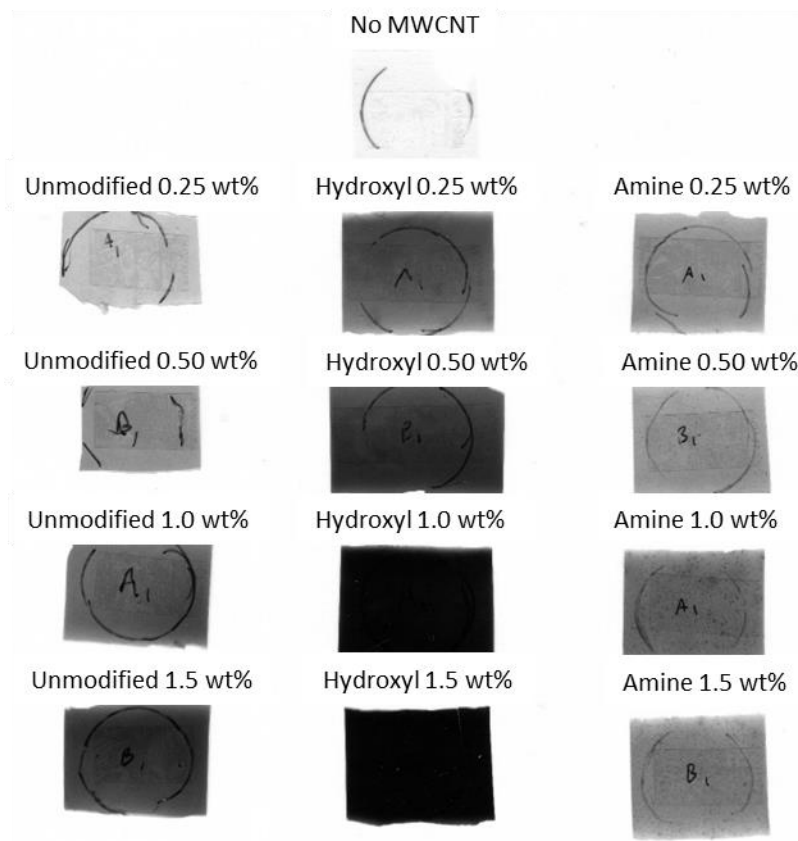 No MWCNT
Unmodified 0.25 wt% Hydroxyl 0.25 wt% Amine 0.25 wt%
A1 A1 A1
Unmodified 0.50 wt% Hydroxyl 0.50 wt% Amine 0.50 wt%
B1 B1 B1
Unmodified 1.0 wt% Hydroxyl 1.0 wt% Amine 1.0 wt%
A1 A1
Unmodified 1.5 wt% Hydroxyl 1.5 wt% Amine 1.5 wt%
B1 B1